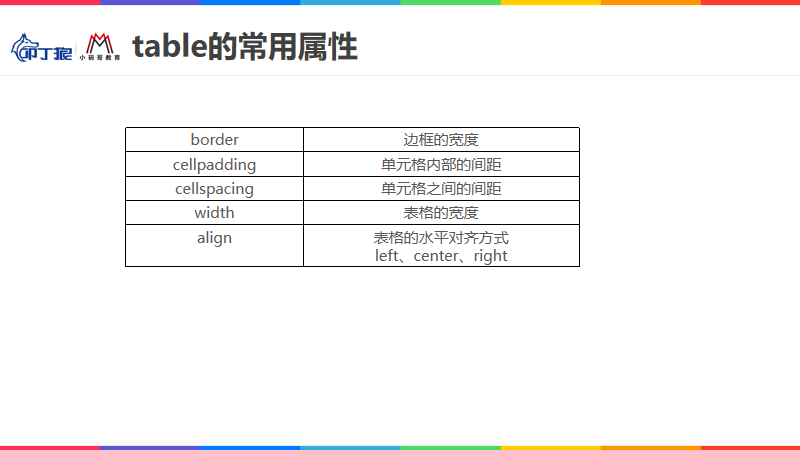 叩丁狼
小码哥教育
table的常用属性
border 边框的宽度
cellpadding 单元格内部的间距
cellspacing 单元格之间的间距
width 表格的宽度
align 表格的水平对齐方式
left、center、right